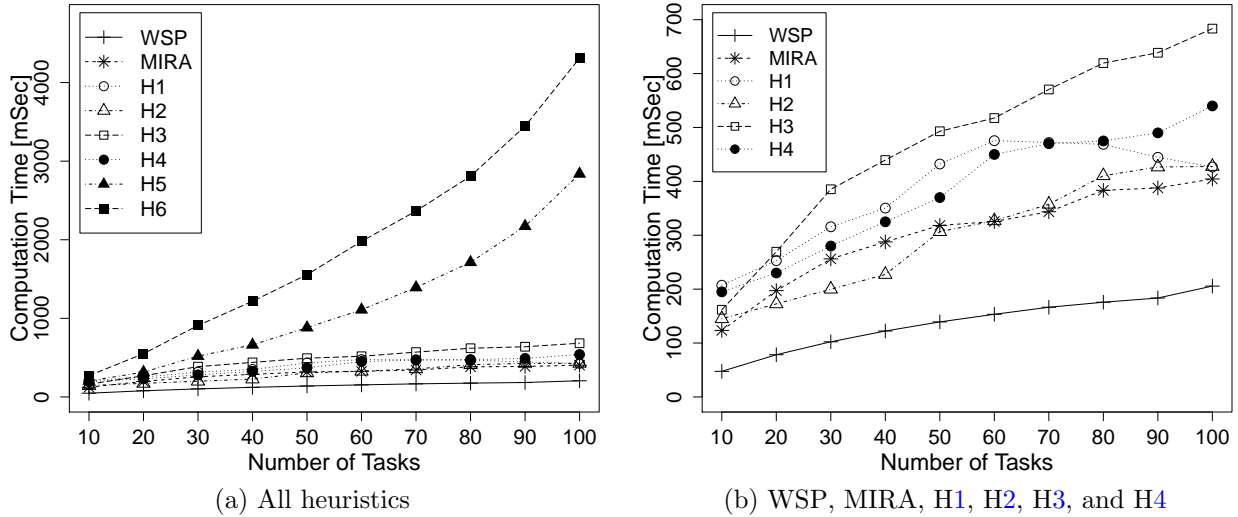 WSP
MIRA
H1
H2
H3
H4
H5
H6
Computation Time [mSec]
0 1000 2000 3000 4000
10 20 30 40 50 60 70 80 90 100
Number of Tasks
(a) All heuristics
WSP
MIRA
H1
H2
H3
H4
Computation Time [mSec]
0 100 200 300 400 500 600 700
10 20 30 40 50 60 70 80 90 100
Number of Tasks
(b) WSP, MIRA, H1, H2, H3, and H4